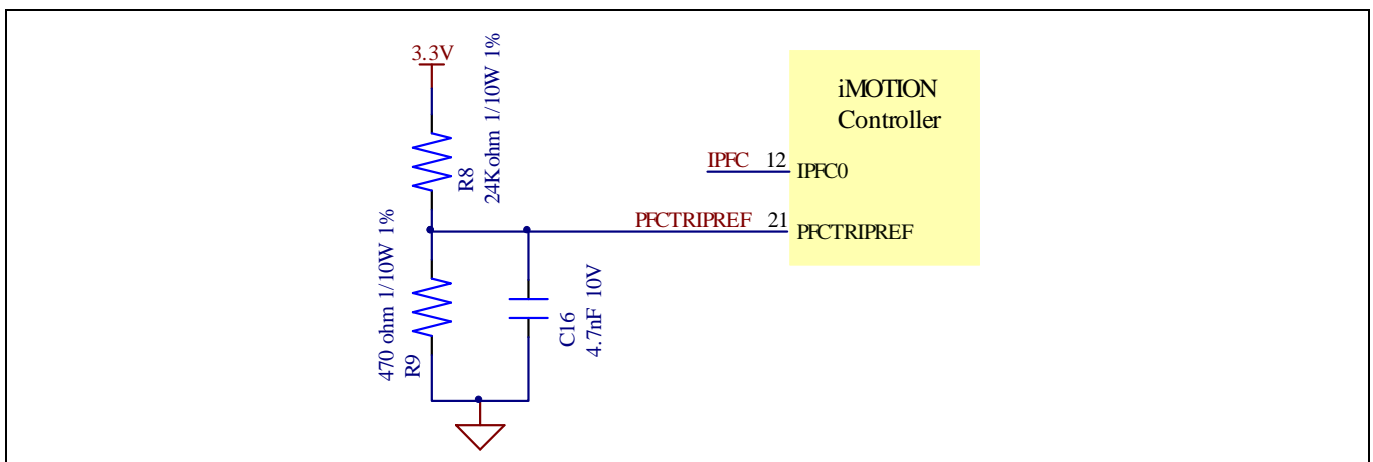 3.3V
R8
24Kohm 1/10W 1%
iMOTION
Controller
IPFC 12 IPFC0
PFCTRIPREF 21 PFCTRIPREF
470 ohm 1/10W 1%
R9
C16
4.7nF 10V